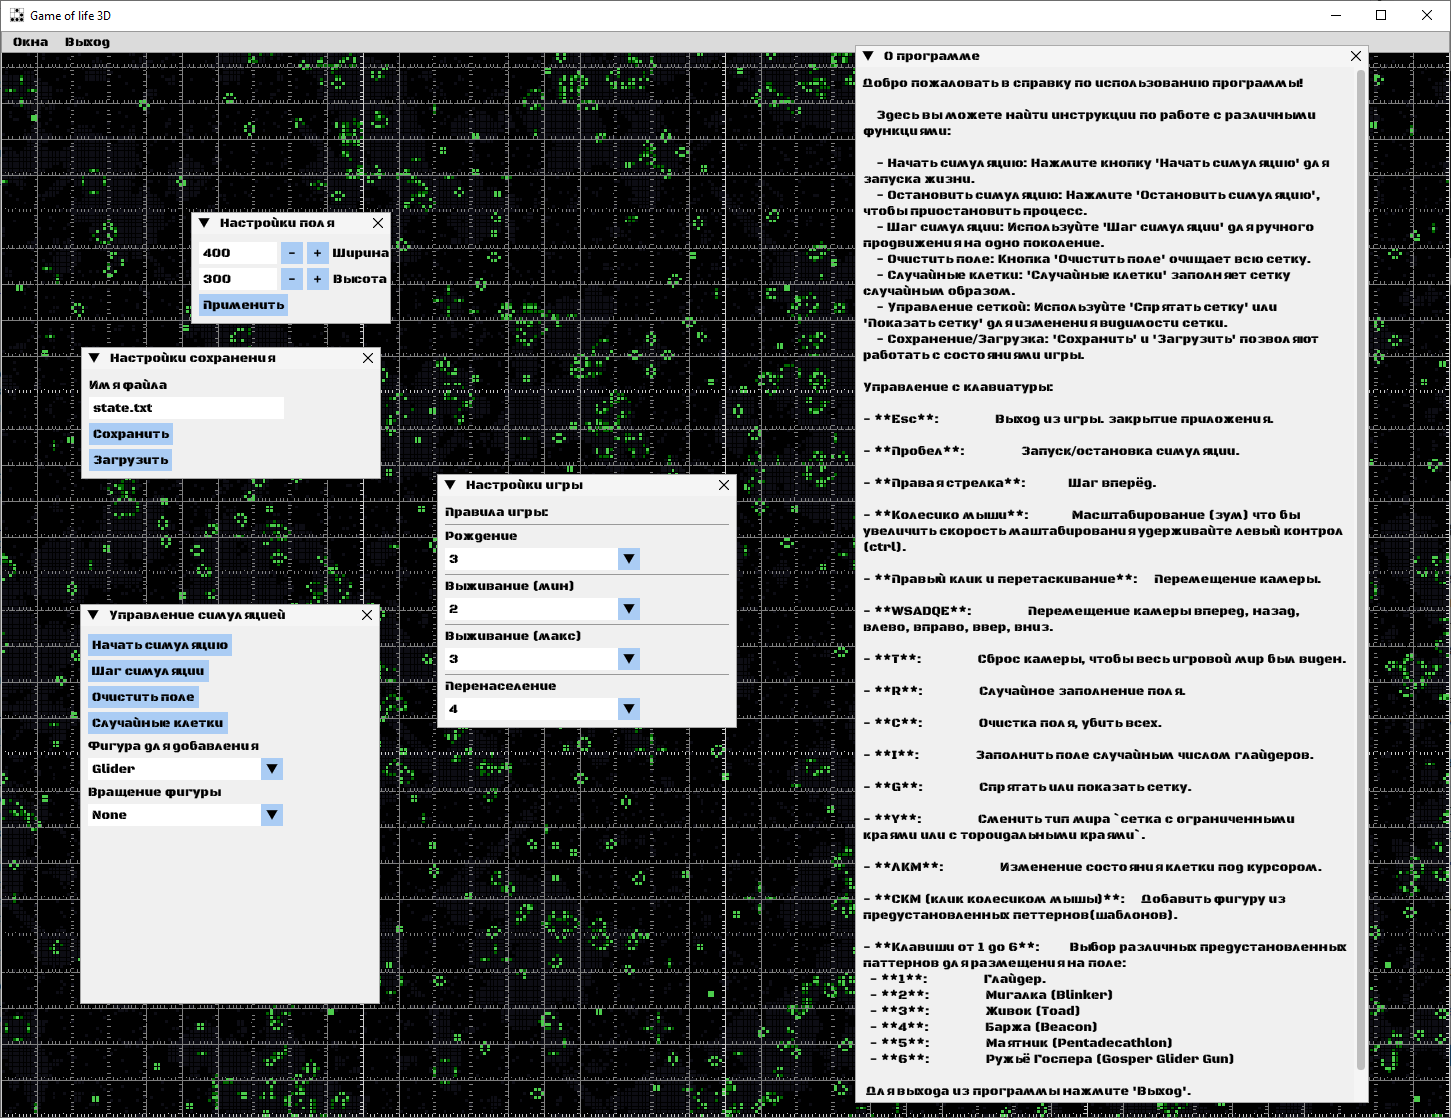 Game of life 3D
Окна Выход
Настройки поля
400 - + Ширина
300 - + Высота
Применить
Настройки сохранения
Имя файла
state.txt
Сохранить
Загрузить
Управление симуляцией
Начать симуляцию
Шаг симуляции
Очистить поле
Случайные клетки
Фигура для добавления
Glider
Вращение фигуры
None
Настройки игры
Правила игры:
Рождение
3
Выживание (мин)
2
Выживание (макс)
3
Перенаселение
4
О программе
Добро пожаловать в справку по использованию программы!
Здесь вы можете найти инструкции по работе с различными
функциями:
- Начать симуляцию: Нажмите кнопку 'Начать симуляцию' для
запуска жизни.
- Остановить симуляцию: Нажмите 'Остановить симуляцию',
чтобы приостановить процесс.
- Шаг симуляции: Используйте 'Шаг симуляции' для ручного
продвижения на одно поколение.
- Очистить поле: Кнопка 'Очистить поле' очищает всю сетку.
- Случайные клетки: 'Случайные клетки' заполняет сетку
случайным образом.
- Управление сеткой: Используйте 'Спрятать сетку' или
'Показать сетку' для изменения видимости сетки.
- Сохранение/Загрузка: 'Сохранить' и 'Загрузить' позволяют
работать с состояниями игры.
Управление с клавиатуры:
- **Esc**: Выход из игры. закрытие приложения.
- **Пробел**: Запуск/остановка симуляции.
- **Правая стрелка**: Шаг вперёд.
- **Колесико мыши**: Масштабирование (зум) что бы
увеличить скорость маштабирования удерживайте левый контрол
(ctrl).
- **Правый клик и перетаскивание**: Перемещение камеры.
- **WSADQE**: Перемещение камеры вперед, назад,
влево, вправо, ввер, вниз.
- **T**: Сброс камеры, чтобы весь игровой мир был виден.
- **R**: Случайное заполнение поля.
- **C**: Очистка поля, убить всех.
- **I**: Заполнить поле случайным числом глайдеров.
- **G**: Спрятать или показать сетку.
- **Y**: Сменить тип мира `сетка с ограниченными
краями или с тороидальными краями`.
- **ЛКМ**: Изменение состояния клетки под курсором.
- **СКМ (клик колесиком мышы)**: Добавить фигуру из
предустановленных петтернов(шаблонов).
- **Клавиши от 1 до 6**: Выбор различных предустановленных
паттернов для размещения на поле:
- **1**: Глайдер.
- **2**: Мигалка (Blinker)
- **3**: Живок (Toad)
- **4**: Баржа (Beacon)
- **5**: Маятник (Pentadecathlon)
- **6**: Ружьё Госпера (Gosper Glider Gun)
Для выхода из программы нажмите 'Выход'.